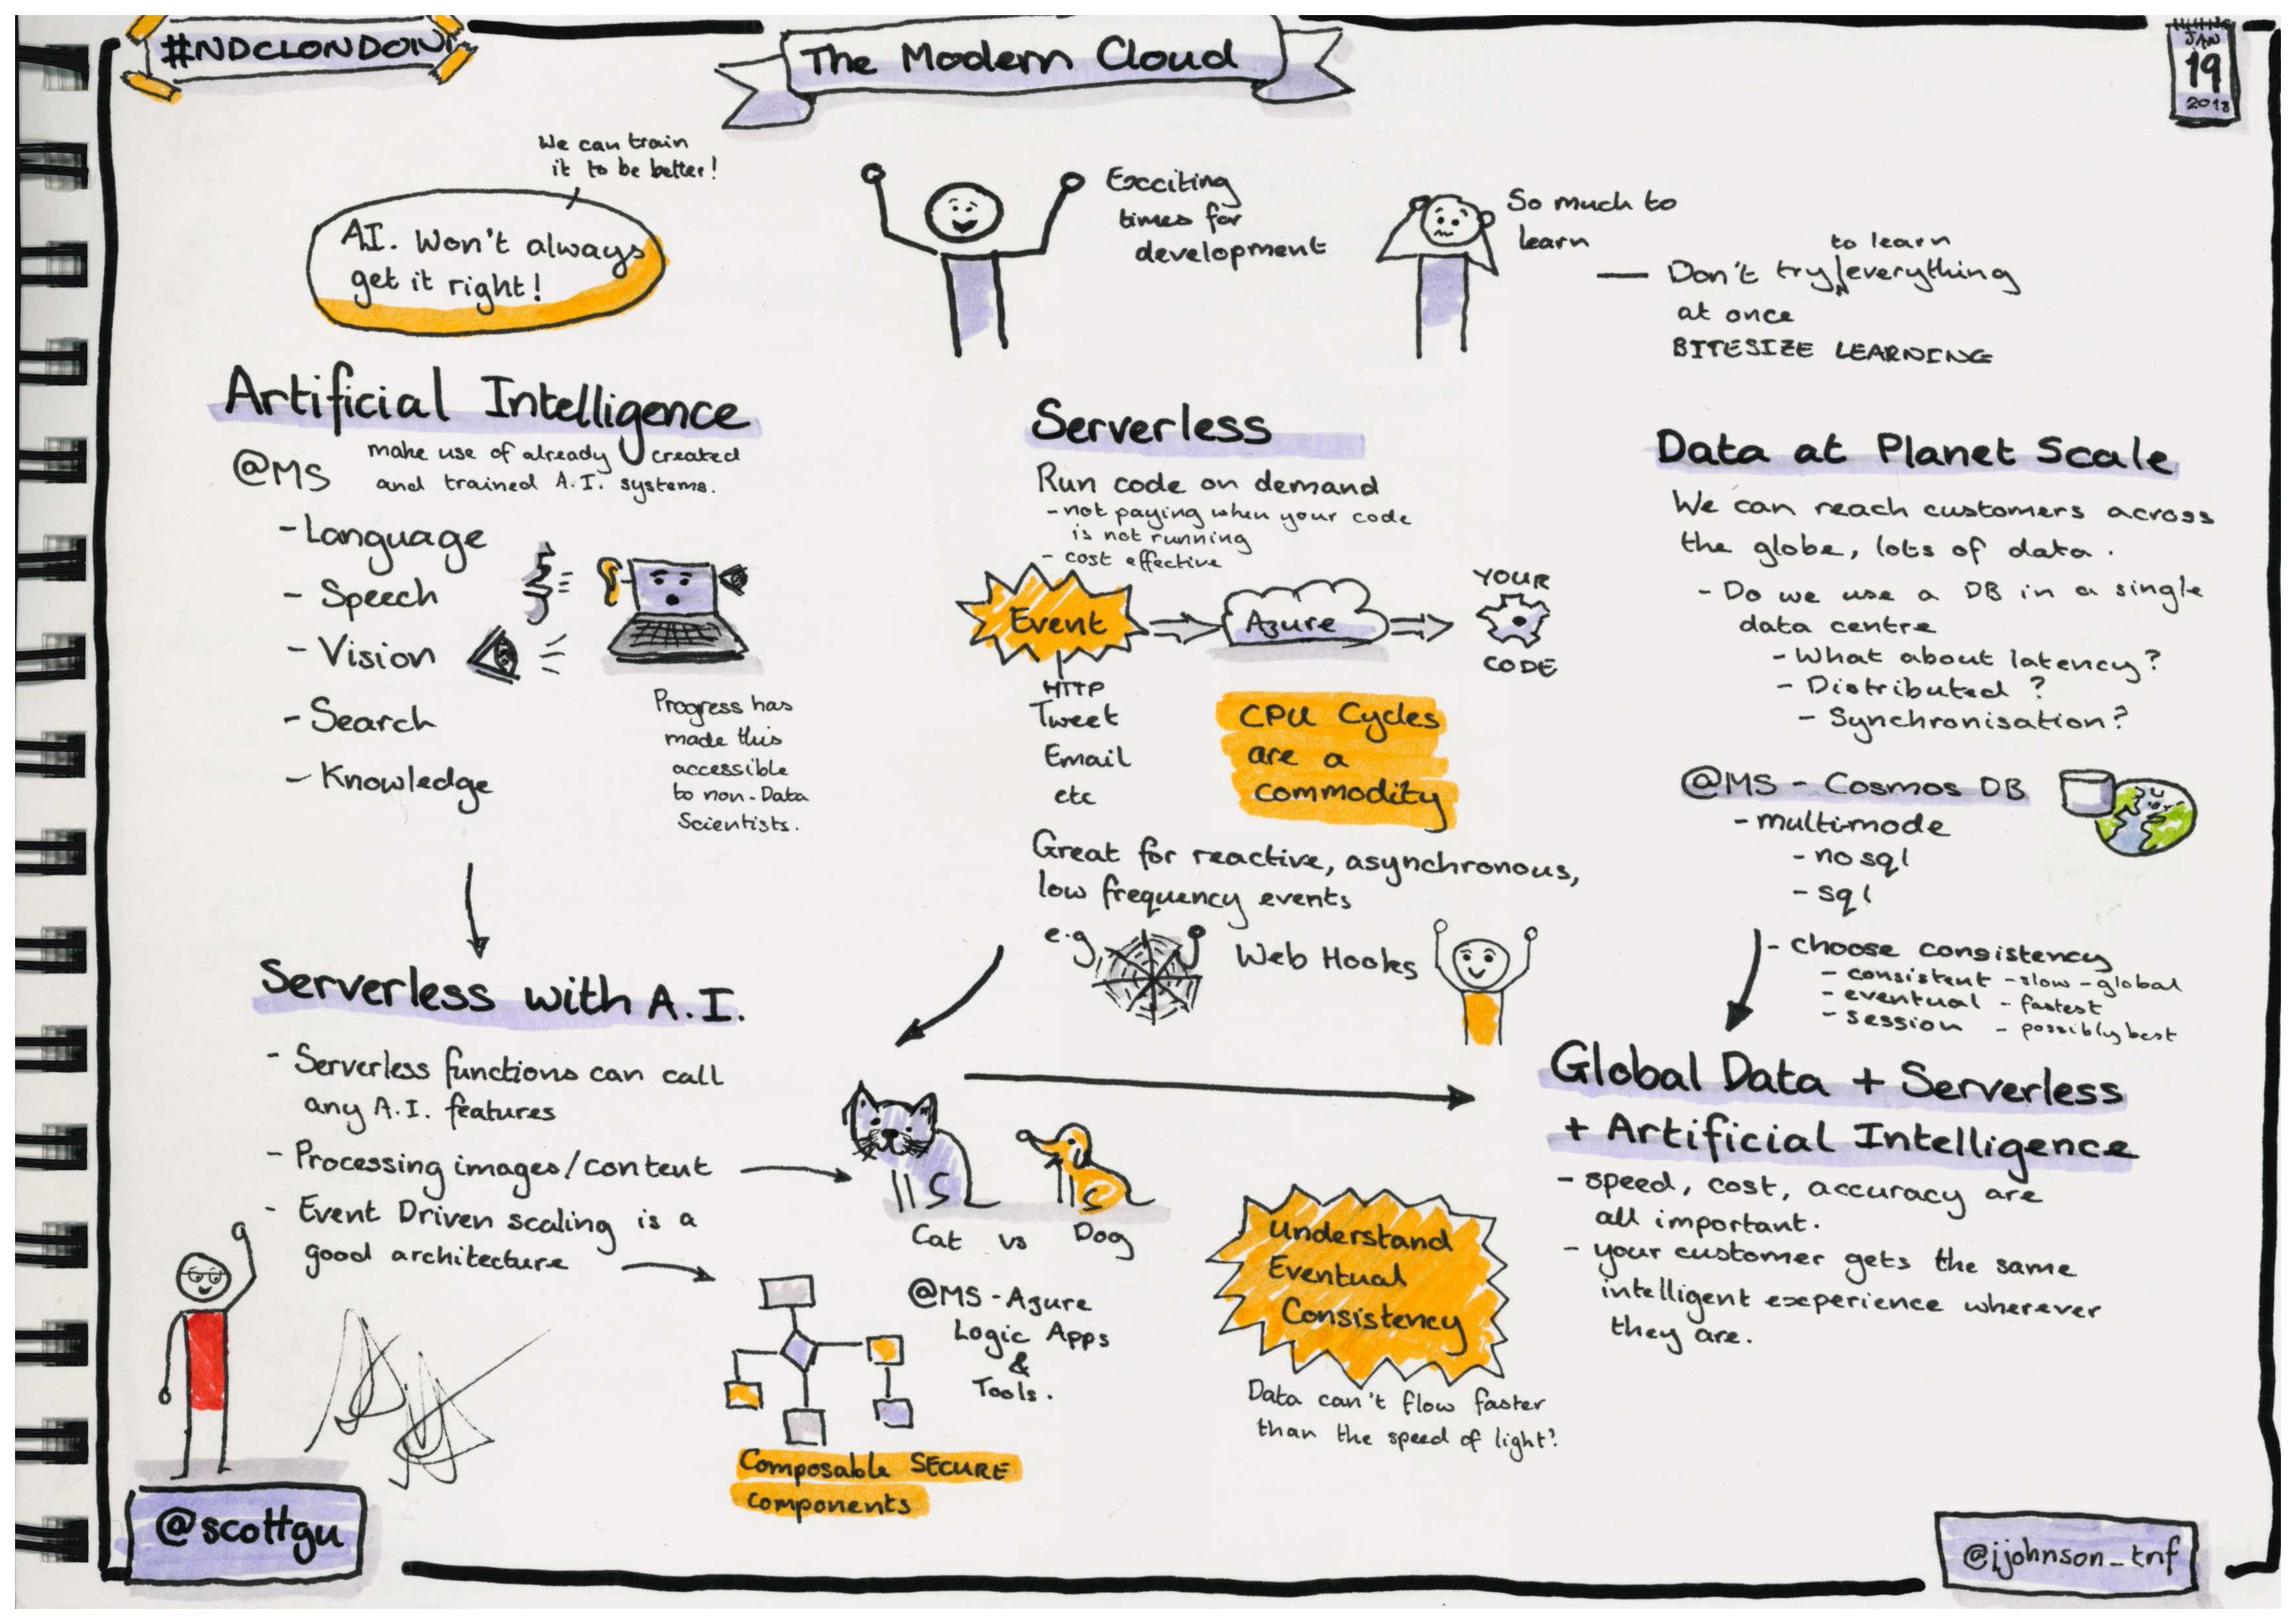 #NDCLONDON
The Modern Cloud
JAN
19
2018
We can train
it to be better!
A.I. Won't always
get it right!
Exciting
times for
development
So much to
learn
to learn
— Don't try everything
at once
BITESIZE LEARNING
Artificial Intelligence
@MS
make use of already created
and trained A.I. systems.
- Language
- Speech
- Vision
- Search
- Knowledge
Progress has
made this
accessible
to non-Data
Scientists.
Serverless
Run code on demand
- not paying when your code
is not running
- cost effective
Event
Azure
YOUR
CODE
HTTP
Tweet
Email
etc
CPU Cycles
are a
commodity
Great for reactive, asynchronous,
low frequency events
e.g
Web Hooks
Data at Planet Scale
We can reach customers across
the globe, lots of data.
- Do we use a DB in a single
data centre
- What about latency?
- Distributed?
- Synchronisation?
@MS - Cosmos DB
- multi-mode
- no sql
- sql
- choose consistency
- consistent - slow - global
- eventual - fastest
- session - possibly best
Serverless with A.I.
- Serverless functions can call
any A.I. features
- Processing images/content
- Event Driven scaling is a
good architecture
Cat vs Dog
@MS - Azure
Logic Apps
&
Tools.
Composable SECURE
components
Understand
Eventual
Consistency
Data can't flow faster
than the speed of light?
Global Data + Serverless
+ Artificial Intelligence
- speed, cost, accuracy are
all important.
- your customer gets the same
intelligent experience wherever
they are.
@scottgu
@ijohnson_tnf